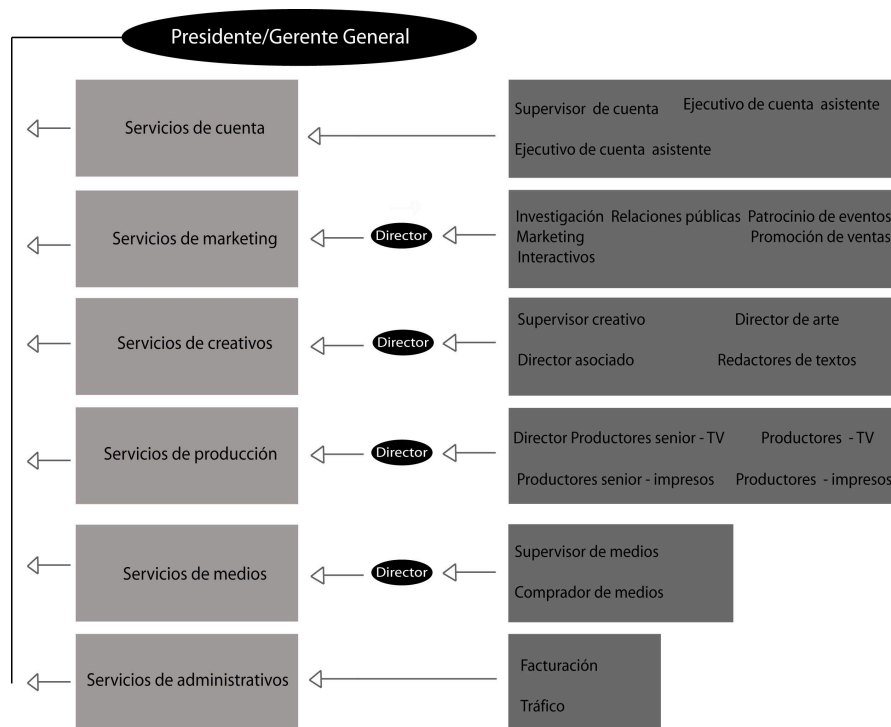 Presidente/Gerente General
Servicios de cuenta
Supervisor de cuenta Ejecutivo de cuenta asistente
Ejecutivo de cuenta asistente
Servicios de marketing
Director
Investigación Relaciones públicas Patrocinio de eventos
Marketing Promoción de ventas
Interactivos
Servicios de creativos
Director
Supervisor creativo Director de arte
Director asociado Redactores de textos
Servicios de producción
Director
Director Productores senior - TV Productores - TV
Productores senior - impresos Productores - impresos
Servicios de medios
Director
Supervisor de medios
Comprador de medios
Servicios de administrativos
Facturación
Tráfico